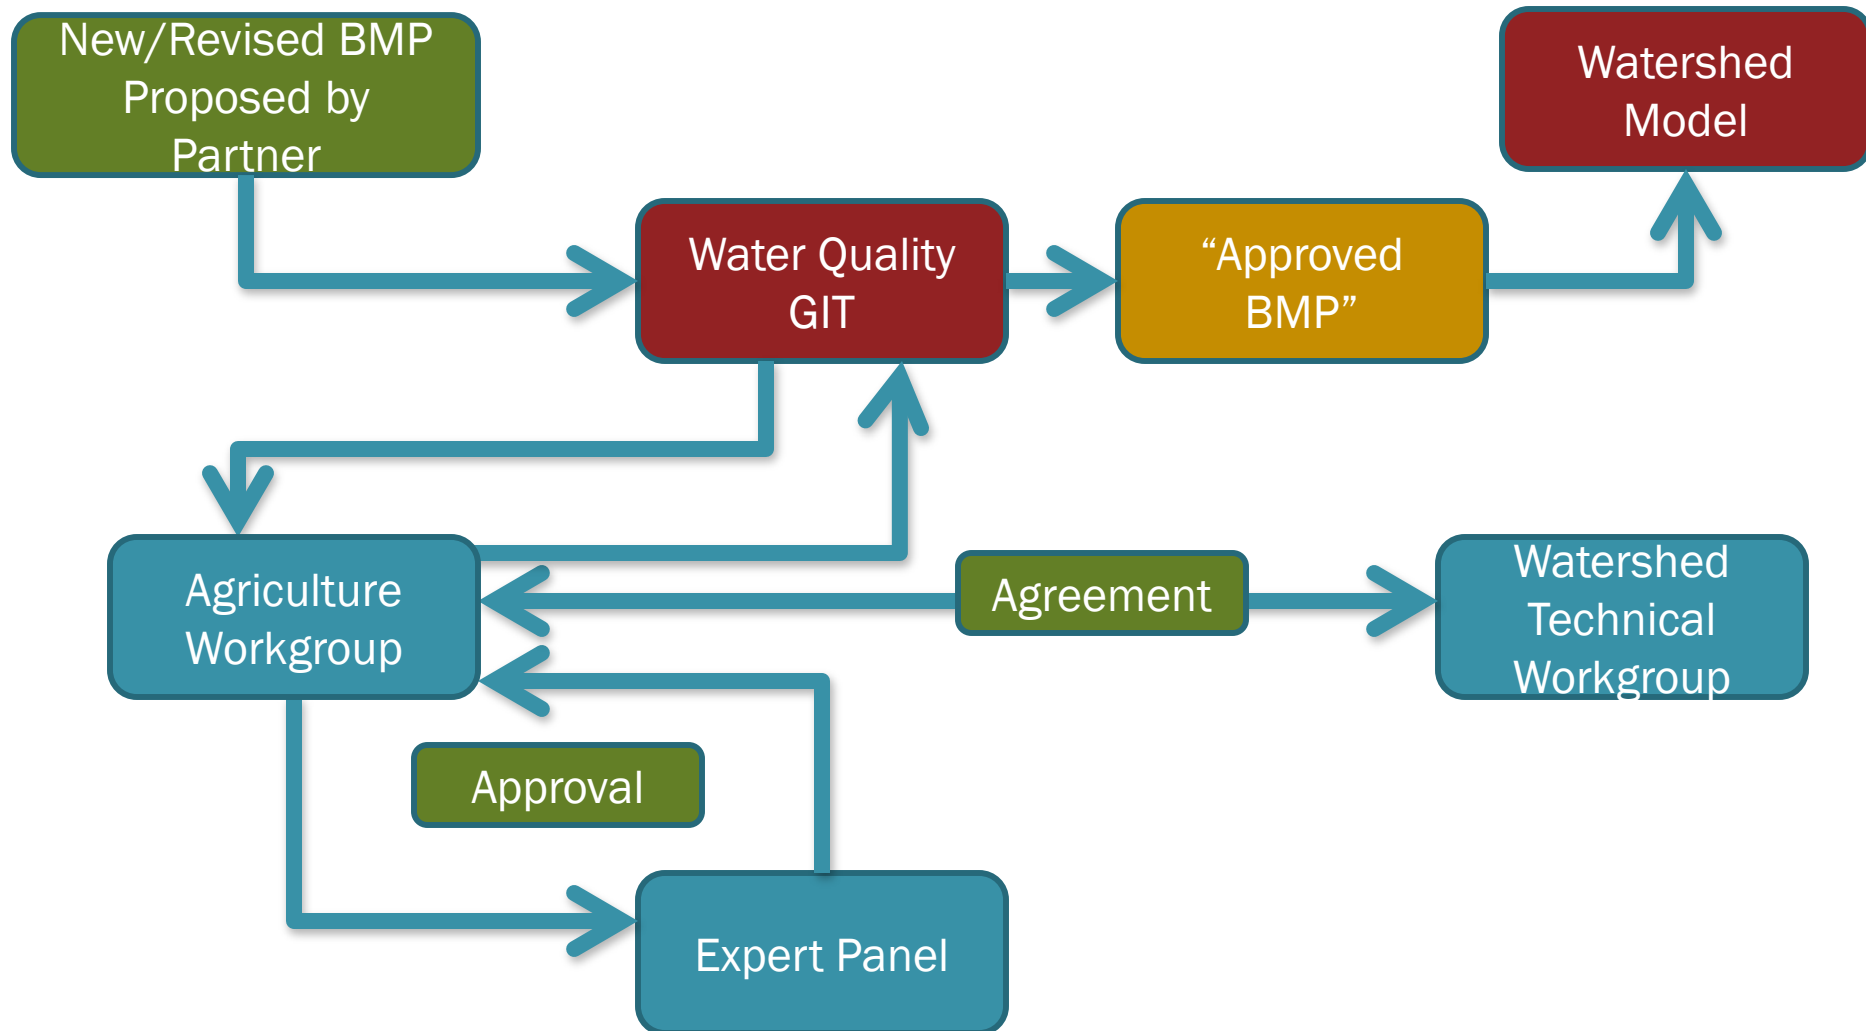 New/Revised BMP
Proposed by
Partner
Watershed
Model
Water Quality
GIT
“Approved
BMP”
Agriculture
Workgroup
Agreement
Watershed
Technical
Workgroup
Approval
Expert Panel